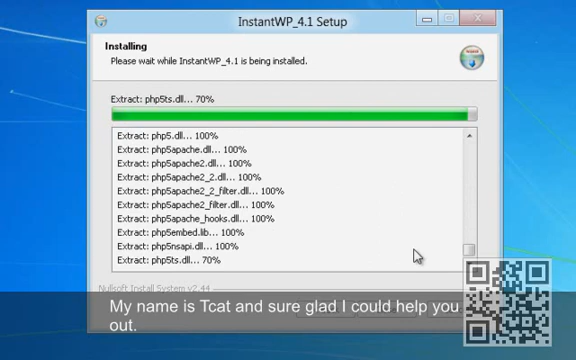 InstantWP_4.1 Setup
Installing
Please wait while InstantWP_4.1 is being installed.
Extract: php5ts.dll... 70%
Extract: php5.dll... 100%
Extract: php5apache.dll... 100%
Extract: php5apache2.dll... 100%
Extract: php5apache2_2.dll... 100%
Extract: php5apache2_2_filter.dll... 100%
Extract: php5apache2_filter.dll... 100%
Extract: php5apache_hooks.dll... 100%
Extract: php5embed.lib... 100%
Extract: php5nsapi.dll... 100%
Extract: php5ts.dll... 70%
Nullsoft Install System v2.44
My name is Tcat and sure glad I could help you
out.